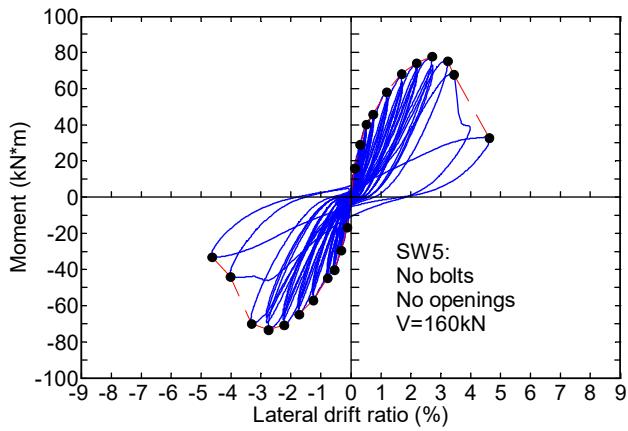 100
80
60
40
20
0
-20
-40
-60
-80
-100
Moment (kN*m)
SW5:
No bolts
No openings
V=160kN
-9 -8 -7 -6 -5 -4 -3 -2 -1 0 1 2 3 4 5 6 7 8 9
Lateral drift ratio (%)